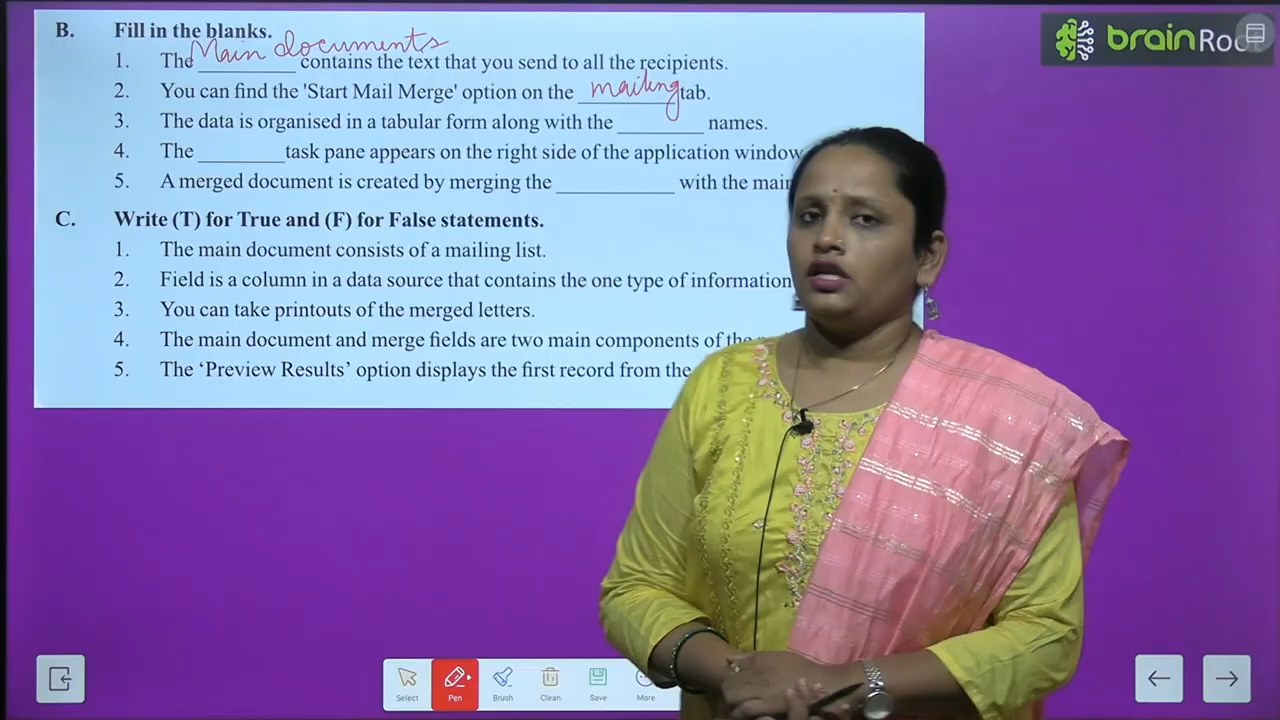 B. Fill in the blanks.
1. The Main documents contains the text that you send to all the recipients.
2. You can find the 'Start Mail Merge' option on the mailing tab.
3. The data is organised in a tabular form along with the ________ names.
4. The ________ task pane appears on the right side of the application window
5. A merged document is created by merging the ________ with the main
C. Write (T) for True and (F) for False statements.
1. The main document consists of a mailing list.
2. Field is a column in a data source that contains the one type of information
3. You can take printouts of the merged letters.
4. The main document and merge fields are two main components of the
5. The ‘Preview Results’ option displays the first record from the
brainRoot
Select Pen Brush Clean Save More